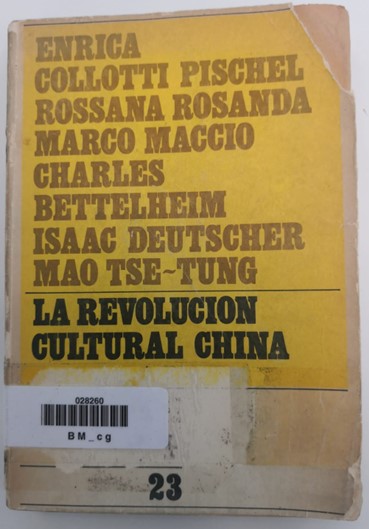 ENRICA
COLLOTTI PISCHEL
ROSSANA ROSANDA
MARCO MACCIO
CHARLES
BETTELHEIM
ISAAC DEUTSCHER
MAO TSE~TUNG
LA REVOLUCION
CULTURAL CHINA
028260
BM_cg
23